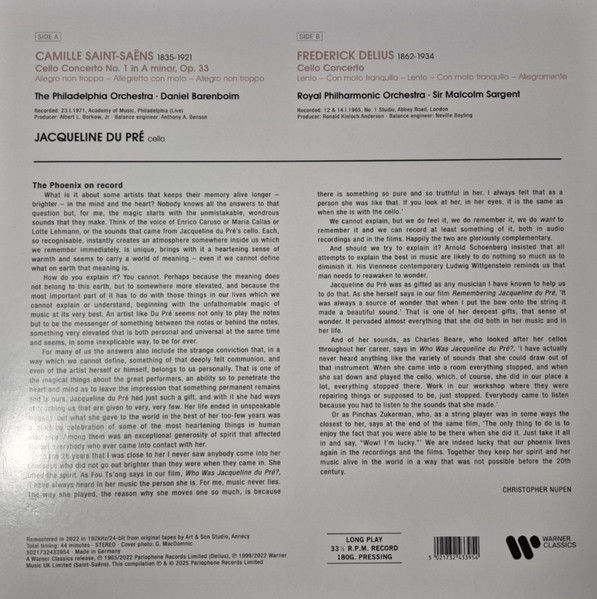 SIDE A
CAMILLE SAINT-SAËNS 1835-1921
Cello Concerto No. 1 in A minor, Op. 33
Allegro non troppo – Allegretto con moto – Allegro non troppo
The Philadelphia Orchestra · Daniel Barenboim
Recorded: 23.I.1971, Academy of Music, Philadelphia (Live)
Producer: Albert L. Borkow, Jr · Balance engineer: Anthony A. Benson
SIDE B
FREDERICK DELIUS 1862-1934
Cello Concerto
Lento – Con moto tranquillo – Lento – Con moto tranquillo – Allegramente
Royal Philharmonic Orchestra · Sir Malcolm Sargent
Recorded: 12 & 14.I.1965, No. 1 Studio, Abbey Road, London
Producer: Ronald Kinloch Anderson · Balance engineer: Neville Boyling
JACQUELINE DU PRÉ cello
The Phoenix on record
What is it about some artists that keeps their memory alive longer –
brighter – in the mind and the heart? Nobody knows all the answers to that
question but, for me, the magic starts with the unmistakable, wondrous
sounds that they make. Think of the voice of Enrico Caruso or Maria Callas or
Lotte Lehmann, or the sounds that came from Jacqueline du Pré's cello. Each,
so recognisable, instantly creates an atmosphere somewhere inside us which
we remember immediately, is unique, brings with it a heartening sense of
warmth and seems to carry a world of meaning – even if we cannot define
what on earth that meaning is.
How do you explain it? You cannot. Perhaps because the meaning does
not belong to this earth, but to somewhere more elevated, and because the
most important part of it has to do with those things in our lives which we
cannot explain or understand, beginning with the unfathomable magic of
music at its very best. An artist like Du Pré seems not only to play the notes
but to be the messenger of something between the notes or behind the notes,
something very elevated that is both personal and universal at the same time
and seems, in some inexplicable way, to be for ever.
For many of us the answers also include the strange conviction that, in a
way which we cannot define, something of that deeply felt communion, and
even of the artist herself or himself, belongs to us personally. That is one of
the magical things about the great performers, an ability so to penetrate the
heart and mind as to leave the impression that something permanent remains
and is ours. Jacqueline du Pré had just such a gift, and with it she had ways
of touching us that are given to very, very few. Her life ended in unspeakable
but what she gave to the world in the best of her too-few years was
celebration of some of the most heartening things in human
Among them was an exceptional generosity of spirit that affected
everybody who ever came into contact with her.
26 years that I was close to her I never saw anybody come into her
who did not go out brighter than they were when they came in. She
the spirit. As Fou Ts'ong says in our film, Who Was Jacqueline du Pré?,
always heard in her music the person she is. For me, music never lies.
The way she played, the reason why she moves one so much, is because
there is something so pure and so truthful in her. I always felt that as a
person she was like that. If you look at her, in her eyes, it is the same as
when she is with the cello.'
We cannot explain, but we do feel it, we do remember it, we do want to
remember it and we can record at least something of it, both in audio
recordings and in the films. Happily the two are gloriously complementary.
And should we try to explain it? Arnold Schoenberg insisted that all
attempts to explain the best in music are likely to do nothing so much as to
diminish it. His Viennese contemporary Ludwig Wittgenstein reminds us that
man needs to reawaken to wonder.
Jacqueline du Pré was as gifted as any musician I have known to help us
to do that. As she herself says in our film Remembering Jacqueline du Pré, 'It
was always a source of wonder that when I put the bow onto the string it
made a beautiful sound.' That is one of her deepest gifts, that sense of
wonder. It pervaded almost everything that she did both in her music and in
her life.
And of her sounds, as Charles Beare, who looked after her cellos
throughout her career, says in Who Was Jacqueline du Pré?, 'I have actually
never heard anything like the variety of sounds that she could draw out of
that instrument. When she came into a room everything stopped, and when
she sat down and played the cello, which, of course, she did in our place a
lot, everything stopped there. Work in our workshop where they were
repairing things or supposed to be, just stopped. Everybody came to listen
because you had to listen to the sounds that she made.'
Or as Pinchas Zukerman, who, as a string player was in some ways the
closest to her, says at the end of the same film, 'The only thing to do is to
enjoy the fact that you were able to be there when she did it. Just take it all
in and say, "Wow! I'm lucky."' We are indeed lucky that our phoenix lives
again in the recordings and the films. Together they keep her spirit and her
music alive in the world in a way that was not possible before the 20th
century.
CHRISTOPHER NUPEN
Remastered in 2022 in 192kHz/24-bit from original tapes by Art & Son Studio, Annecy
Total timing: 44 minutes – STEREO · Cover photo: G. MacDomnic
5021732433954 · Made in Germany
A Warner Classics release, ℗ 1965/2022 Parlophone Records Limited (Delius), ℗ 1999/2022 Warner
Music UK Limited (Saint-Saëns). This compilation ℗ & © 2025 Parlophone Records Limited
LONG PLAY
33⅓ R.P.M. RECORD
180G. PRESSING
5 021732 433954
WARNER
CLASSICS